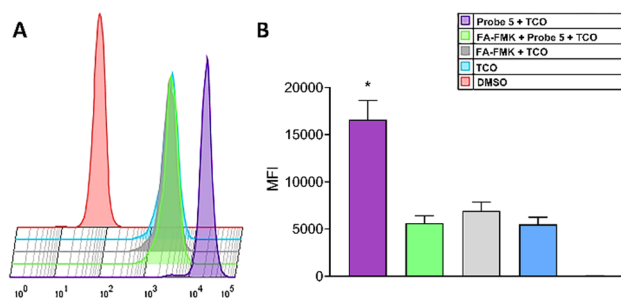 A
B
Probe 5 + TCO
FA-FMK + Probe 5 + TCO
FA-FMK + TCO
TCO
DMSO
20000
*
15000
MFI
10000
5000
0
10^0 10^1 10^2 10^3 10^4 10^5